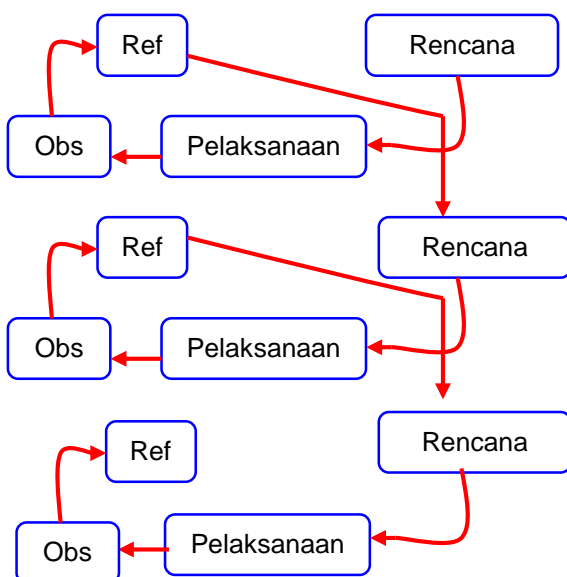 Ref
Rencana
Obs
Pelaksanaan
Ref
Rencana
Obs
Pelaksanaan
Ref
Rencana
Obs
Pelaksanaan